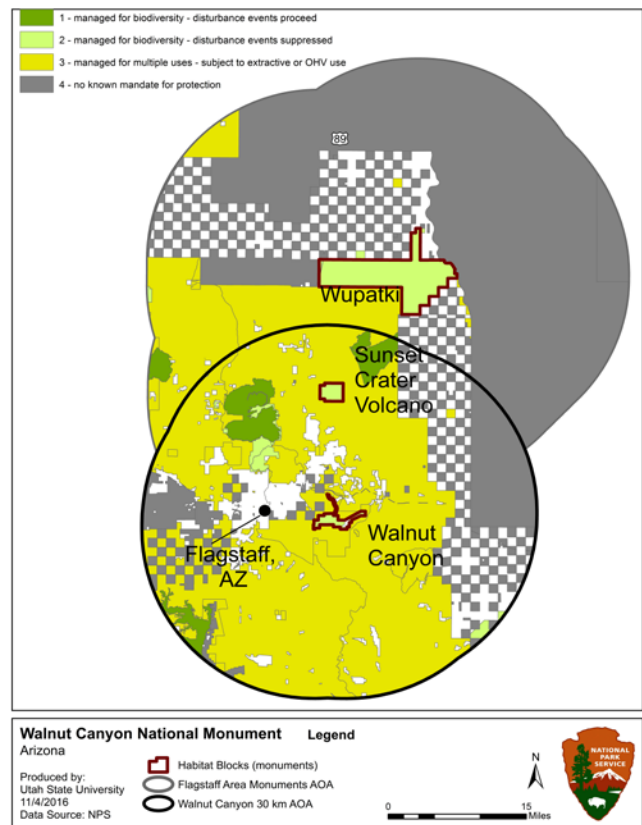 1 - managed for biodiversity - disturbance events proceed
2 - managed for biodiversity - disturbance events suppressed
3 - managed for multiple uses - subject to extractive or OHV use
4 - no known mandate for protection
89
Wupatki
Sunset
Crater
Volcano
Walnut
Canyon
Flagstaff,
AZ
Walnut Canyon National Monument
Arizona
Produced by:
Utah State University
11/4/2016
Data Source: NPS
Legend
Habitat Blocks (monuments)
Flagstaff Area Monuments AOA
Walnut Canyon 30 km AOA
N
0 15
Miles
NATIONAL
PARK
SERVICE